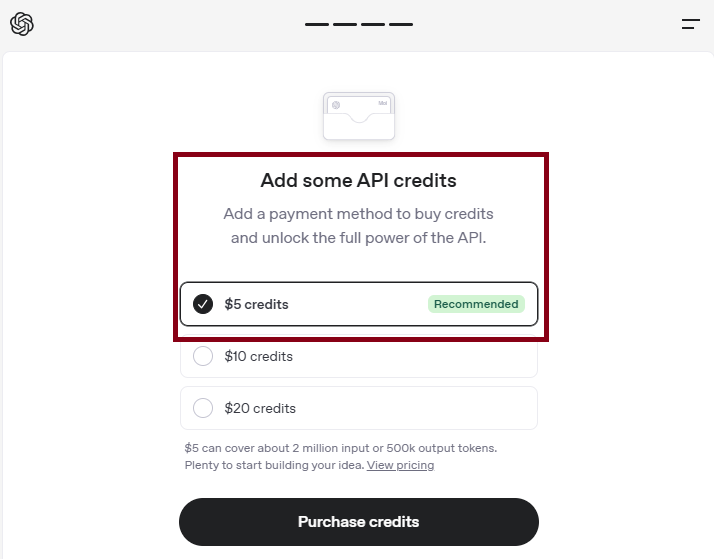 Add some API credits
Add a payment method to buy credits
and unlock the full power of the API.
$5 credits
Recommended
$10 credits
$20 credits
$5 can cover about 2 million input or 500k output tokens.
Plenty to start building your idea. View pricing
Purchase credits